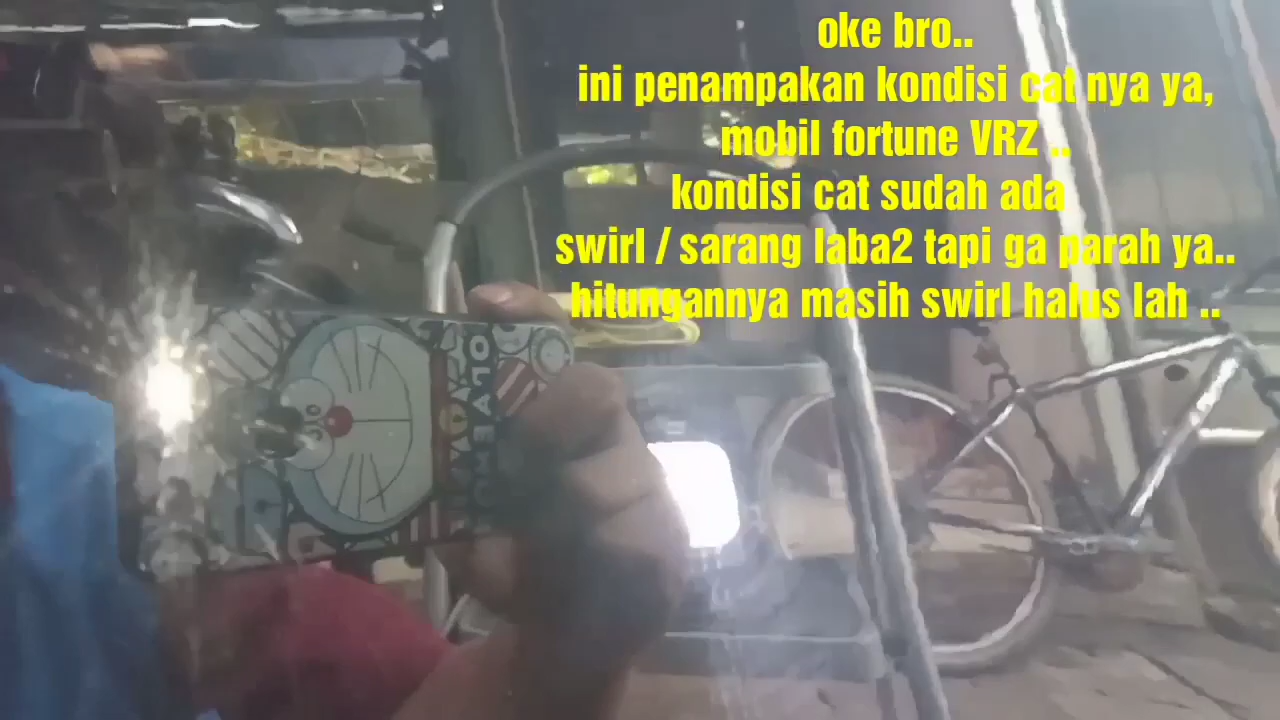 oke bro..
ini penampakan kondisi cat nya ya,
mobil fortune VRZ ..
kondisi cat sudah ada
swirl / sarang laba2 tapi ga parah ya..
hitungannya masih swirl halus lah ..